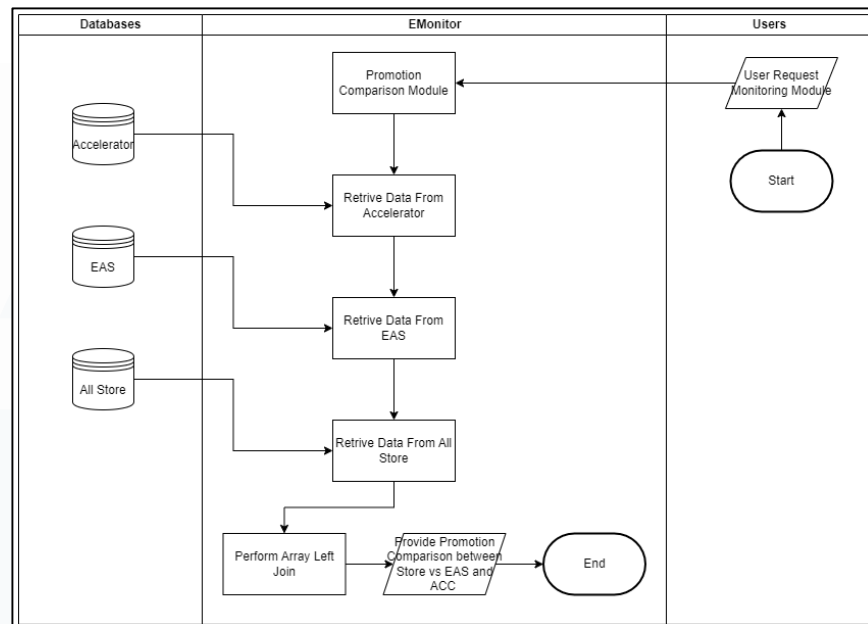 Databases
EMonitor
Users
Promotion
Comparison Module
User Request
Monitoring Module
Accelerator
Start
Retrive Data From
Accelerator
EAS
Retrive Data From
EAS
All Store
Retrive Data From All
Store
Perform Array Left
Join
Provide Promotion
Comparison between
Store vs EAS and
ACC
End